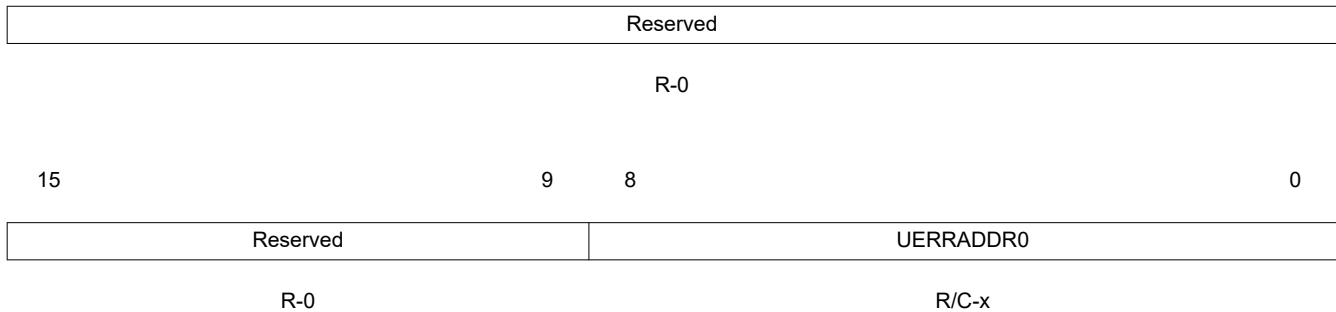 Reserved
R-0
15 9 8 0
Reserved UERRADDR0
R-0 R/C-x